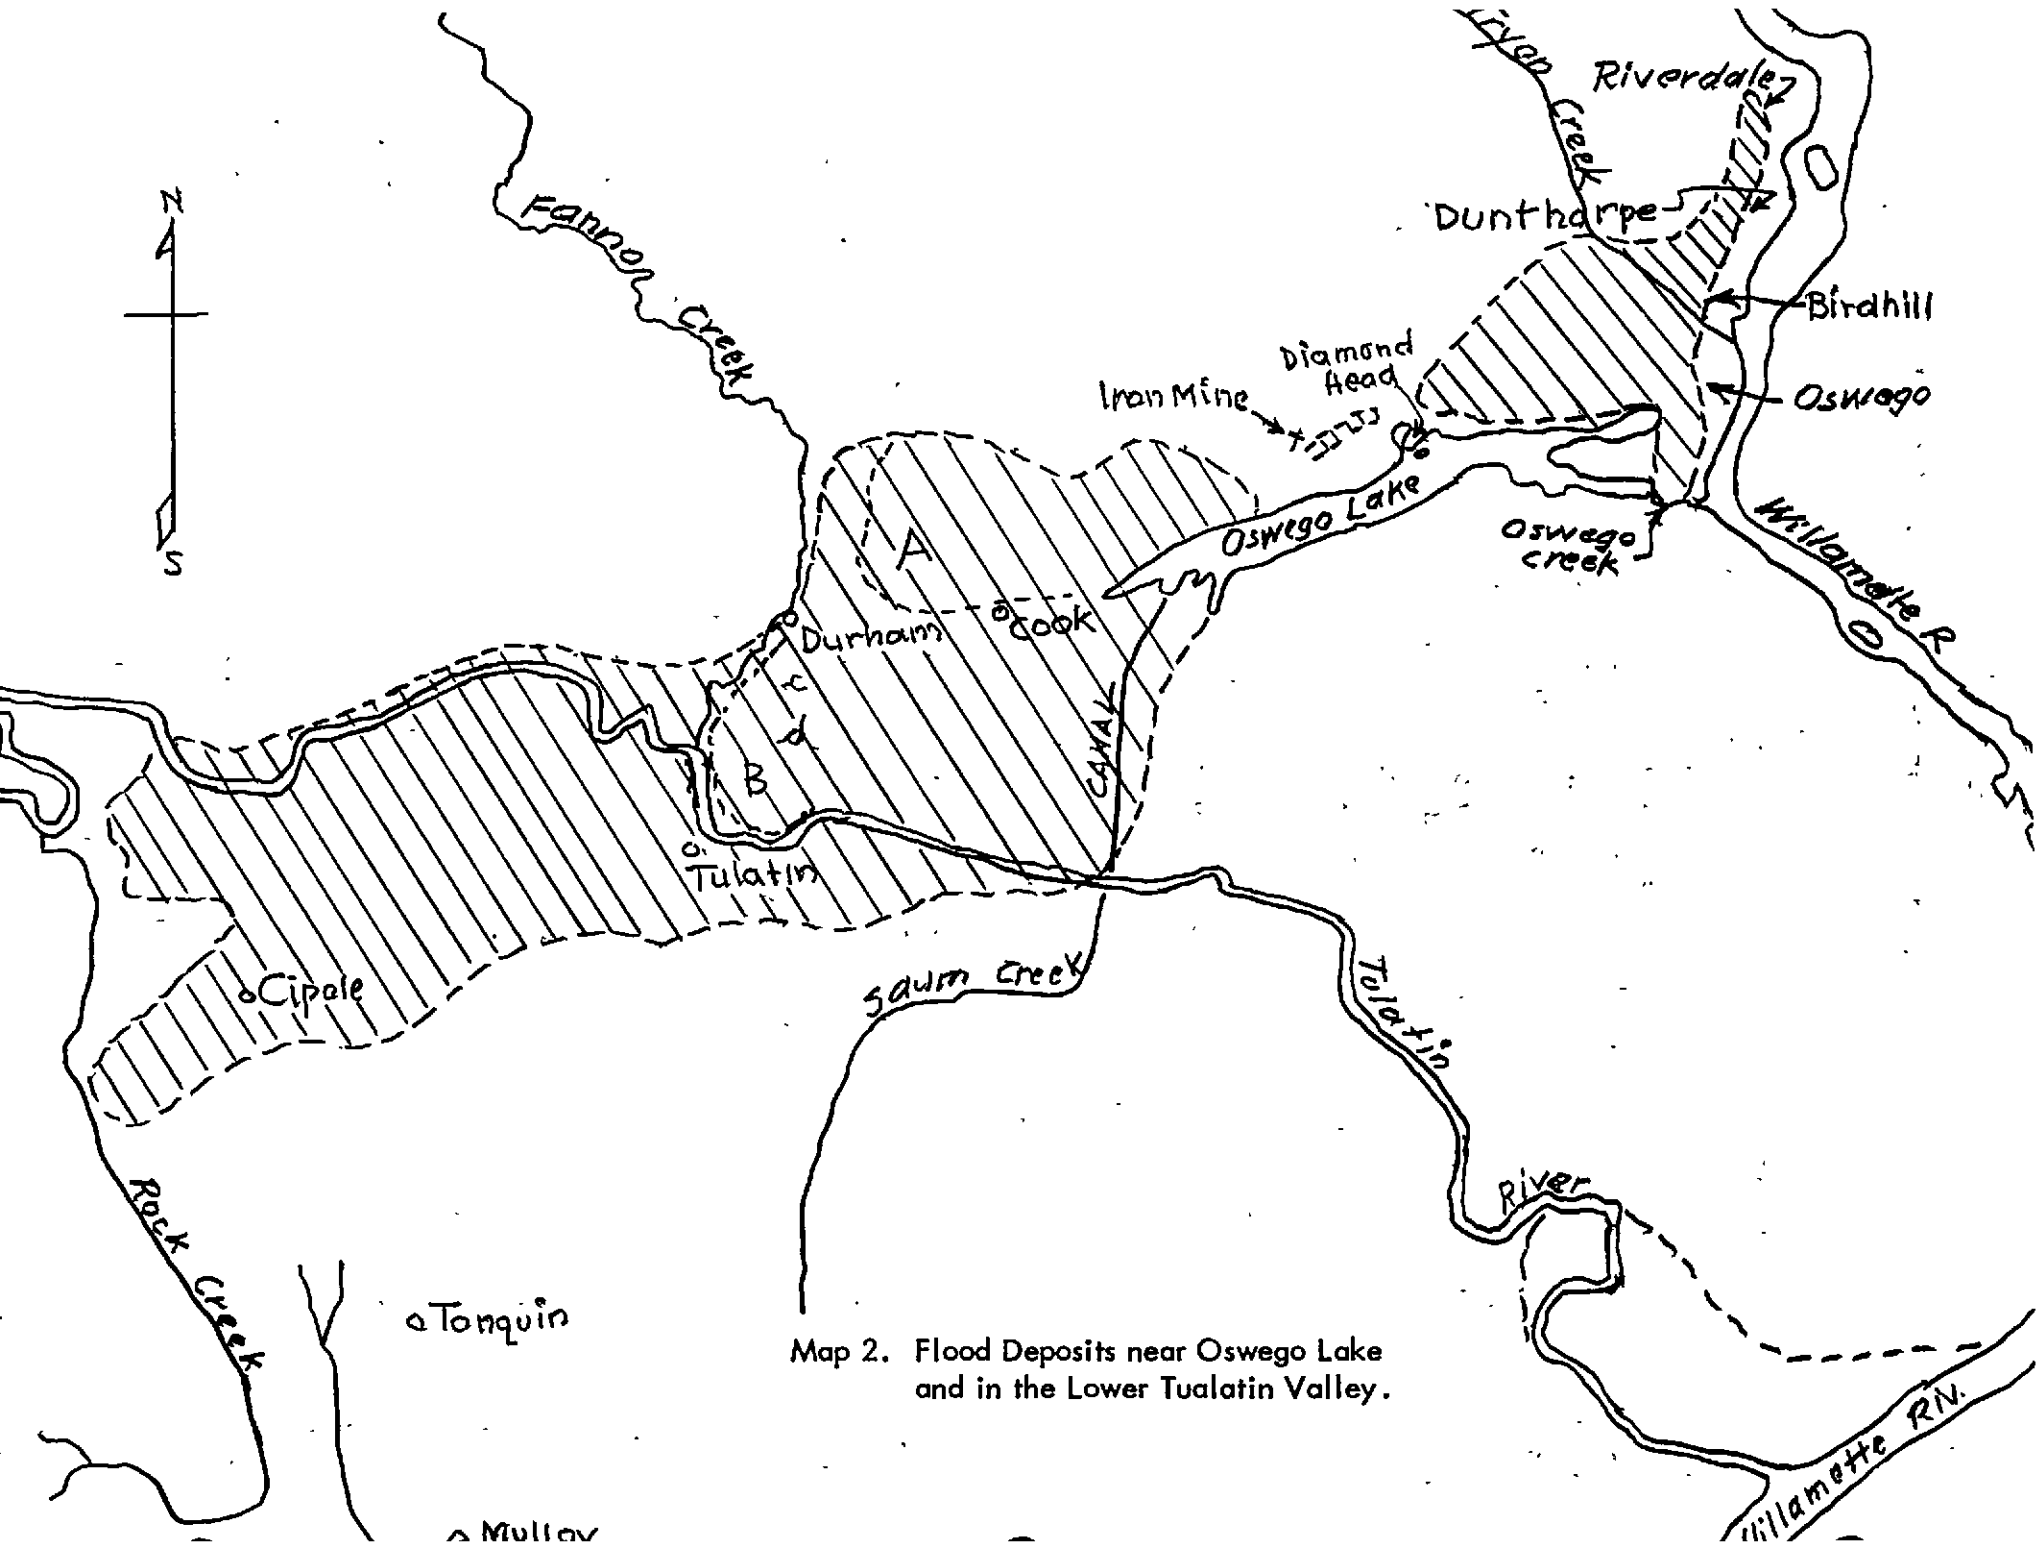 Tryon
Creek
Riverdale
N
Fanno
Creek
Dunthorpe
Birdhill
Diamond
Head
Iron Mine
Oswego
S
A
Oswego Lake
Oswego
creek
Willamette R
Cook
Durham
r
d
B
CANAL
Tulatin
Cipole
Saum Creek
Tulatin
River
Rock
Creek
Tonquin
Map 2. Flood Deposits near Oswego Lake
and in the Lower Tualatin Valley.
Willamette RIV.
Mulloy